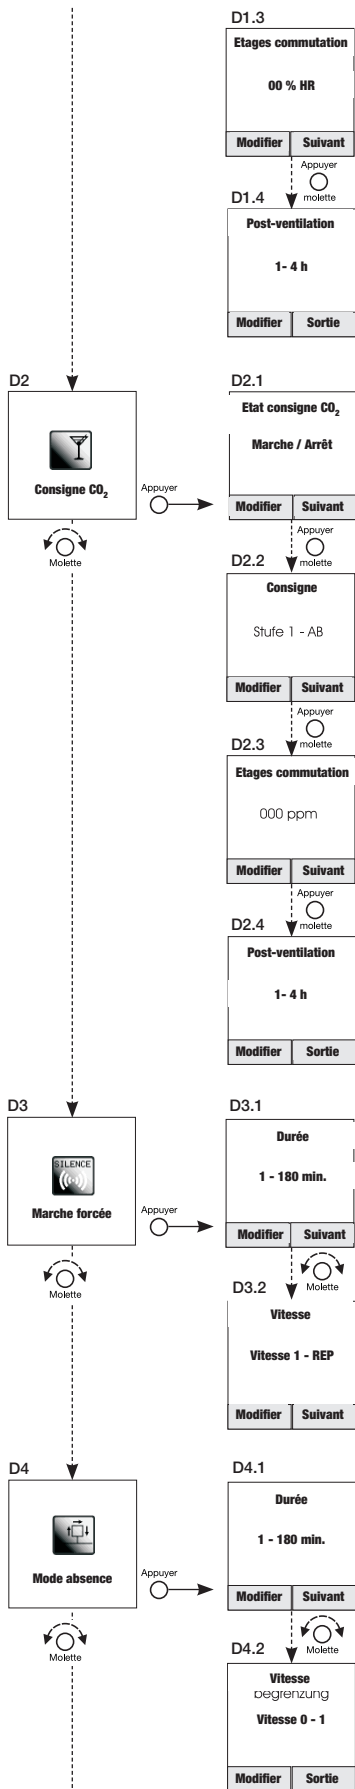 D1.3
Etages commutation
00 % HR
Modifier Suivant
Appuyer
molette
D1.4
Post-ventilation
1- 4 h
Modifier Sortie
D2
Consigne CO₂
Appuyer
Molette
D2.1
Etat consigne CO₂
Marche / Arrêt
Modifier Suivant
Appuyer
molette
D2.2
Consigne
Stufe 1 - AB
Modifier Suivant
Appuyer
molette
D2.3
Etages commutation
000 ppm
Modifier Suivant
Appuyer
molette
D2.4
Post-ventilation
1- 4 h
Modifier Sortie
D3
SILENCE
Marche forcée
Appuyer
Molette
D3.1
Durée
1 - 180 min.
Modifier Suivant
Molette
D3.2
Vitesse
Vitesse 1 - REP
Modifier Suivant
D4
Mode absence
Appuyer
Molette
D4.1
Durée
1 - 180 min.
Modifier Suivant
Molette
D4.2
Vitesse
begrenzung
Vitesse 0 - 1
Modifier Sortie